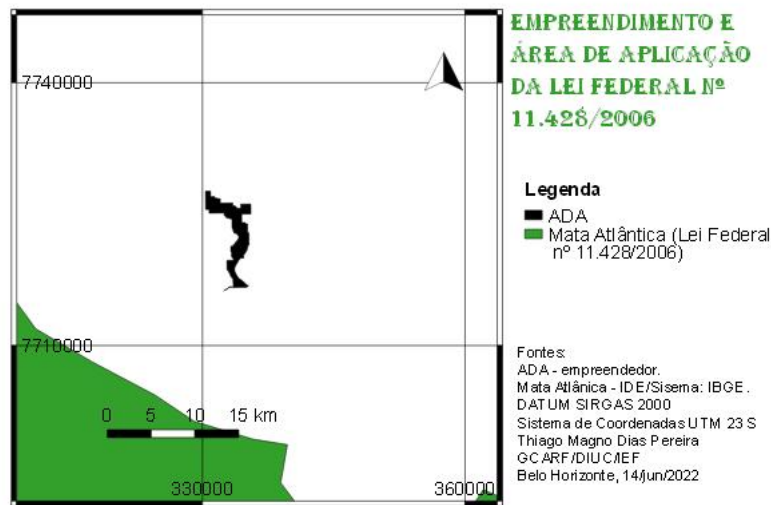 EMPREENDIMENTO E
ÁREA DE APLICAÇÃO
DA LEI FEDERAL Nº
11.428/2006
7740000
7710000
330000
360000
0 5 10 15 km
Legenda
ADA
Mata Atlântica (Lei Federal
nº 11.428/2006)
Fontes:
ADA - empreendedor.
Mata Atlânica - IDE/Sisema: IBGE.
DATUM SIRGAS 2000
Sistema de Coordenadas UTM 23 S
Thiago Magno Dias Pereira
GCARF/DIUC/IEF
Belo Horizonte, 14/jun/2022